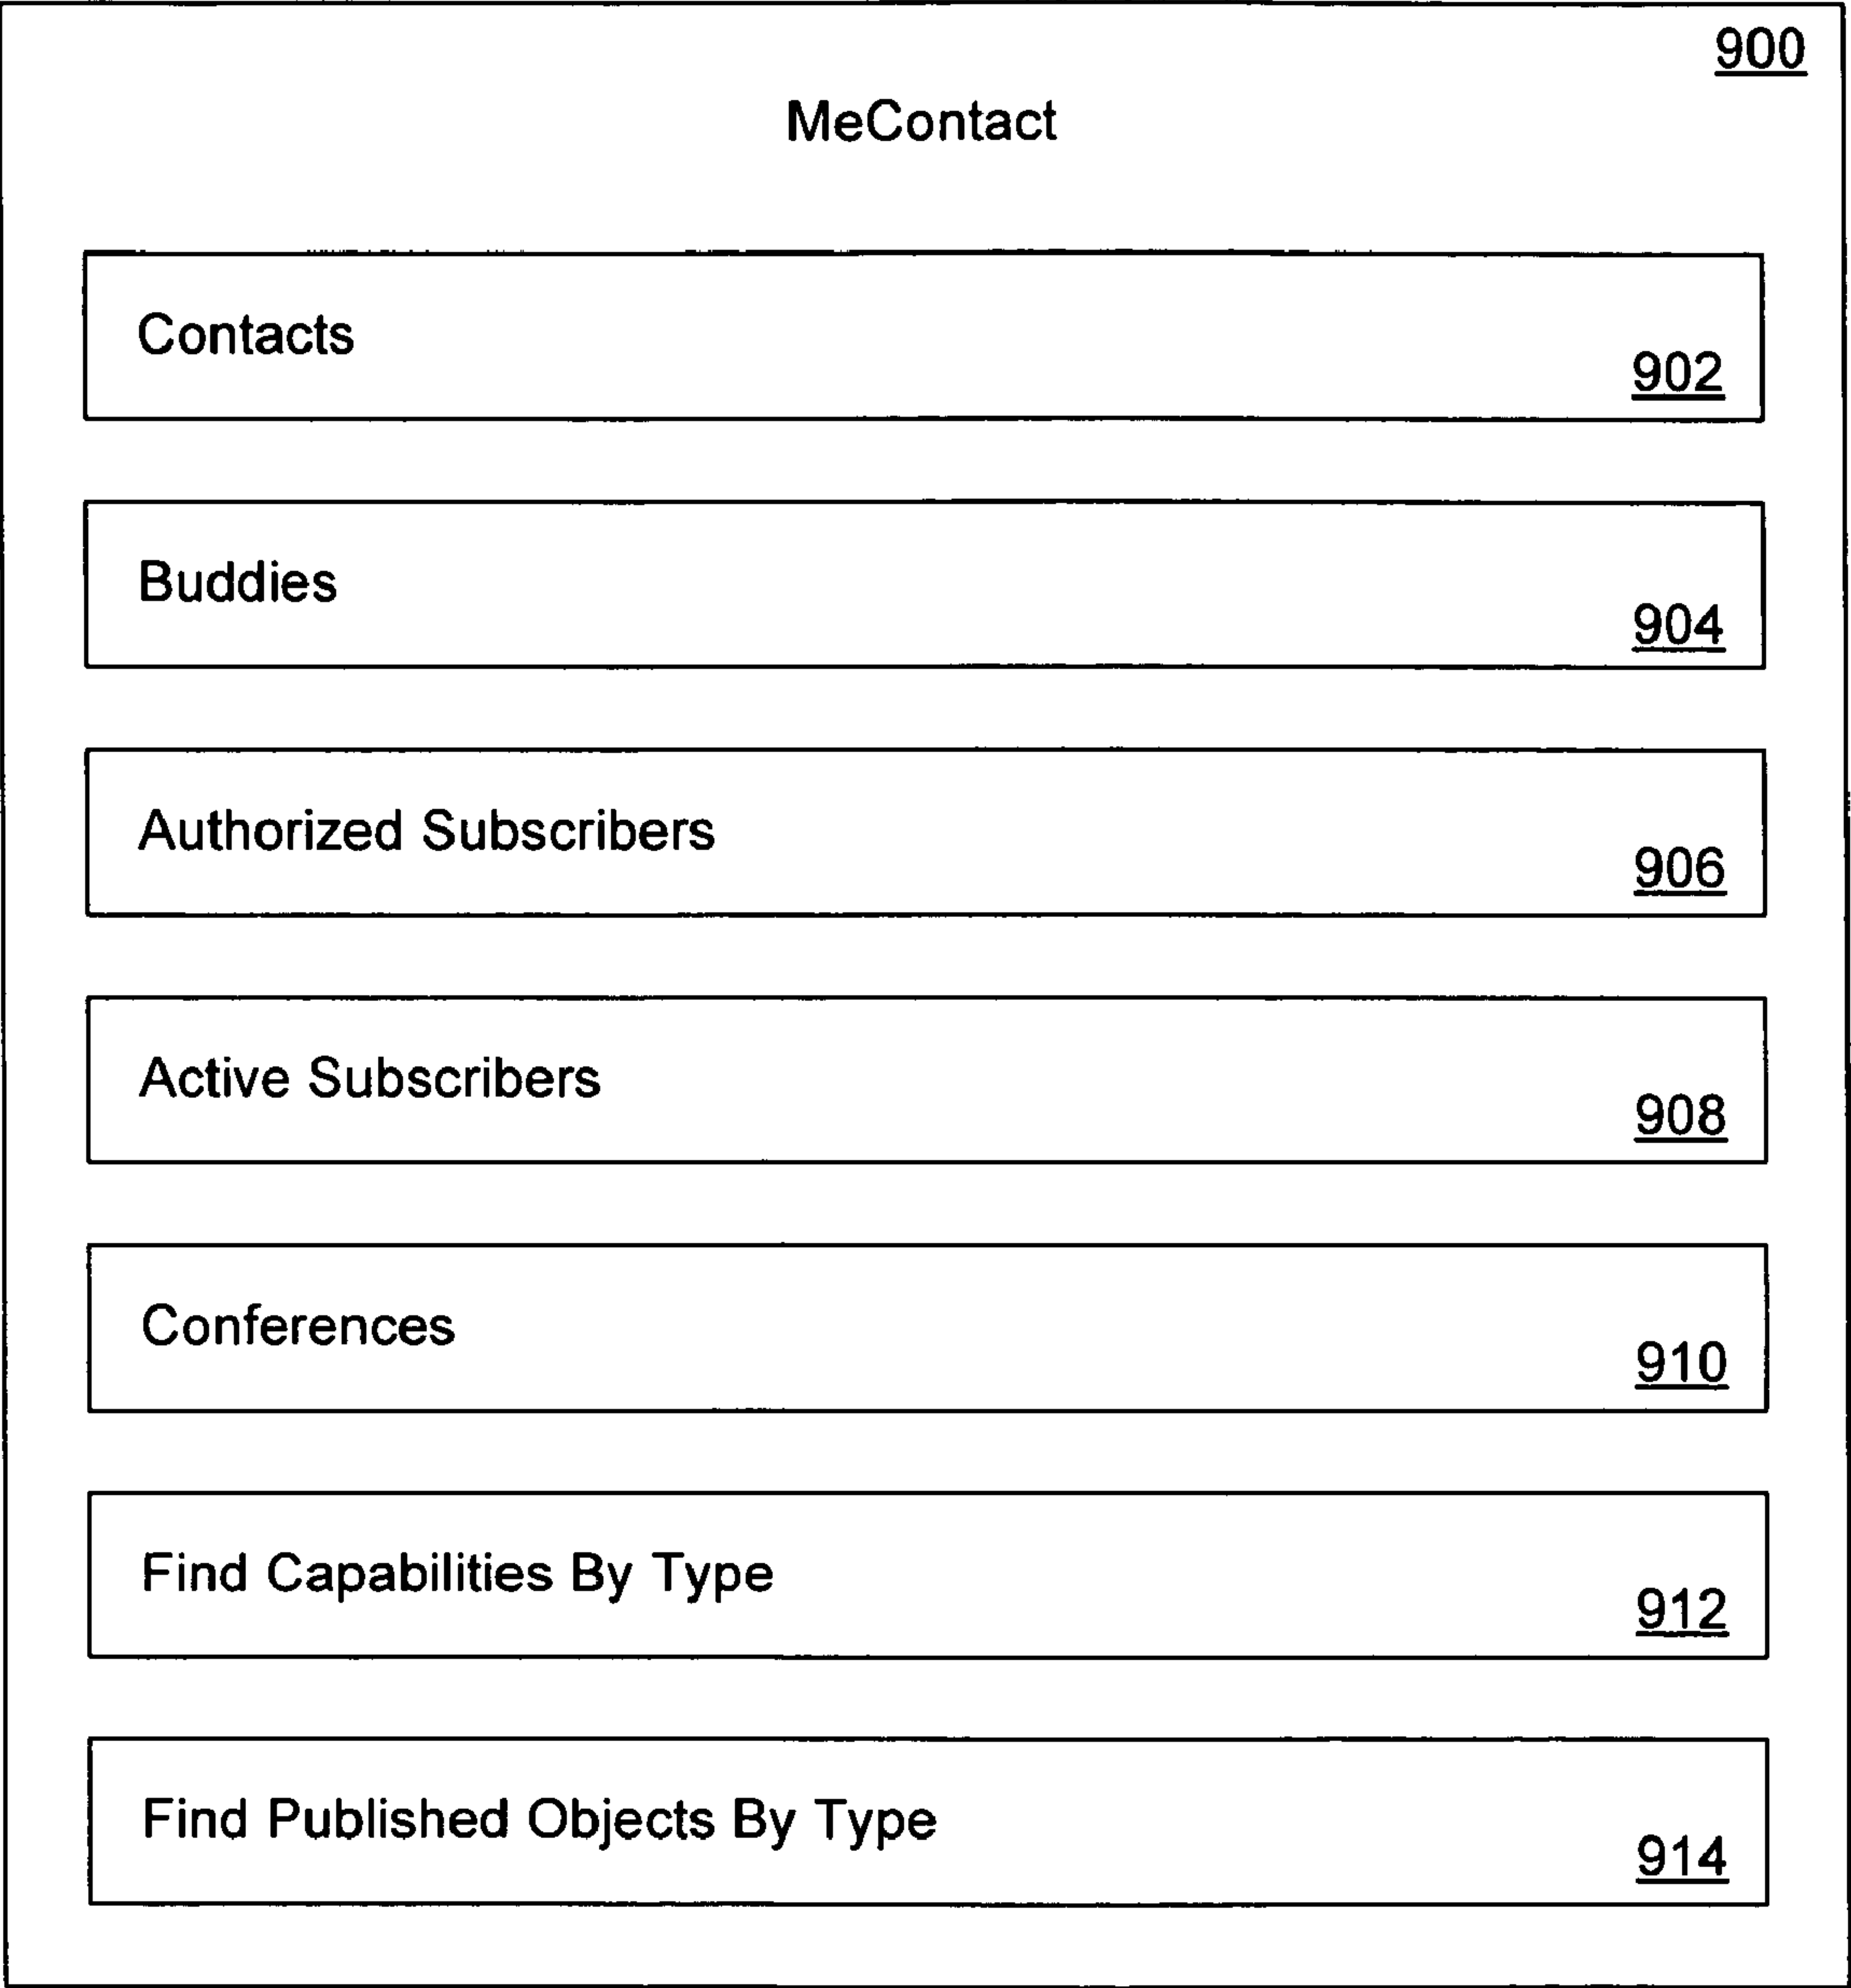 900
MeContact
Contacts
902
Buddies
904
Authorized Subscribers
906
Active Subscribers
908
Conferences
910
Find Capabilities By Type
912
Find Published Objects By Type
914